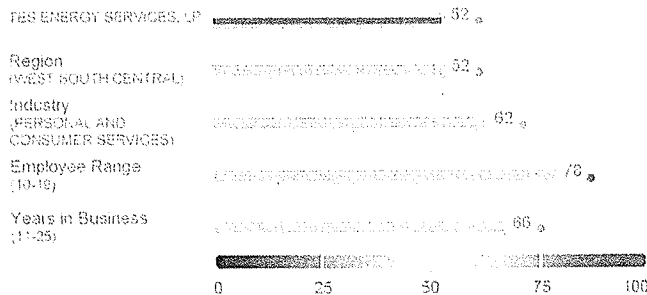 TBS ENERGY SERVICES, LP 52
Region
(WEST SOUTH CENTRAL) 52
Industry
(PERSONAL AND
CONSUMER SERVICES) 62
Employee Range
(10-19) 78
Years in Business
(11-25) 66
0 25 50 75 100